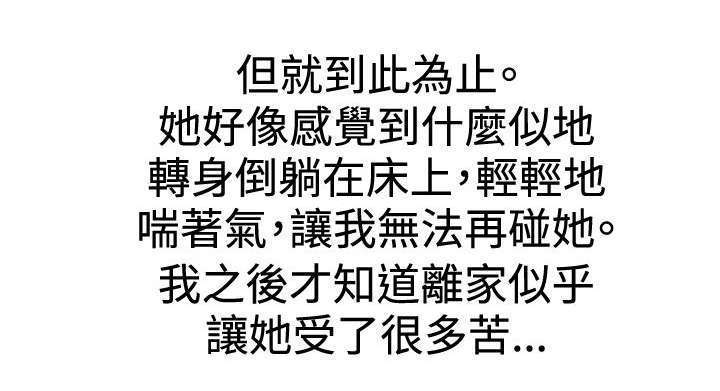 但就到此為止。
她好像感覺到什麼似地
轉身倒躺在床上，輕輕地
喘著氣，讓我無法再碰她。
我之後才知道離家似乎
讓她受了很多苦...